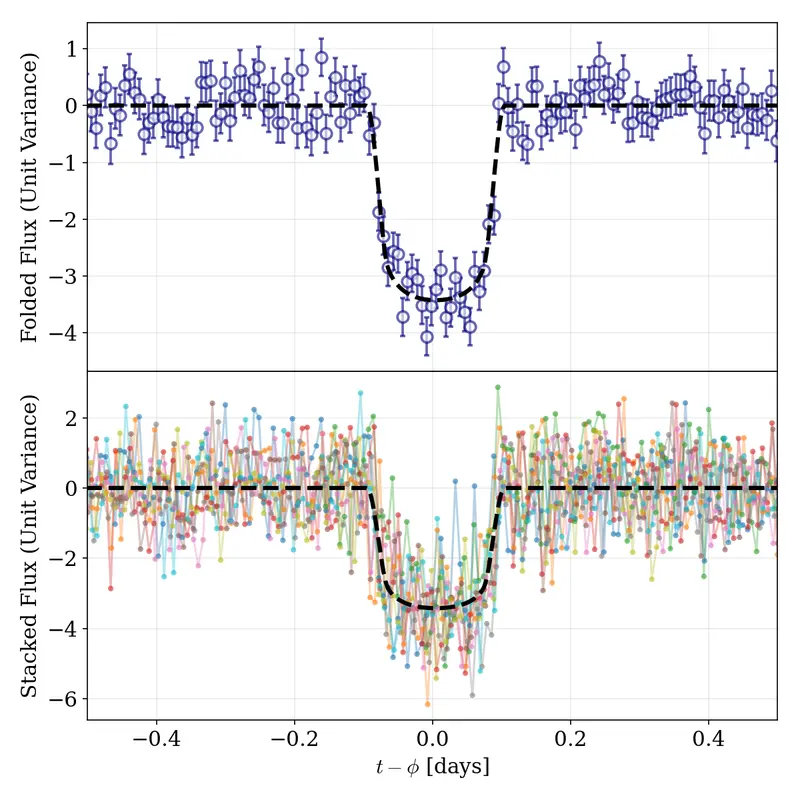 Folded Flux (Unit Variance)
1
0
−1
−2
−3
−4
Stacked Flux (Unit Variance)
2
0
−2
−4
−6
−0.4 −0.2 0.0 0.2 0.4
t − ϕ [days]